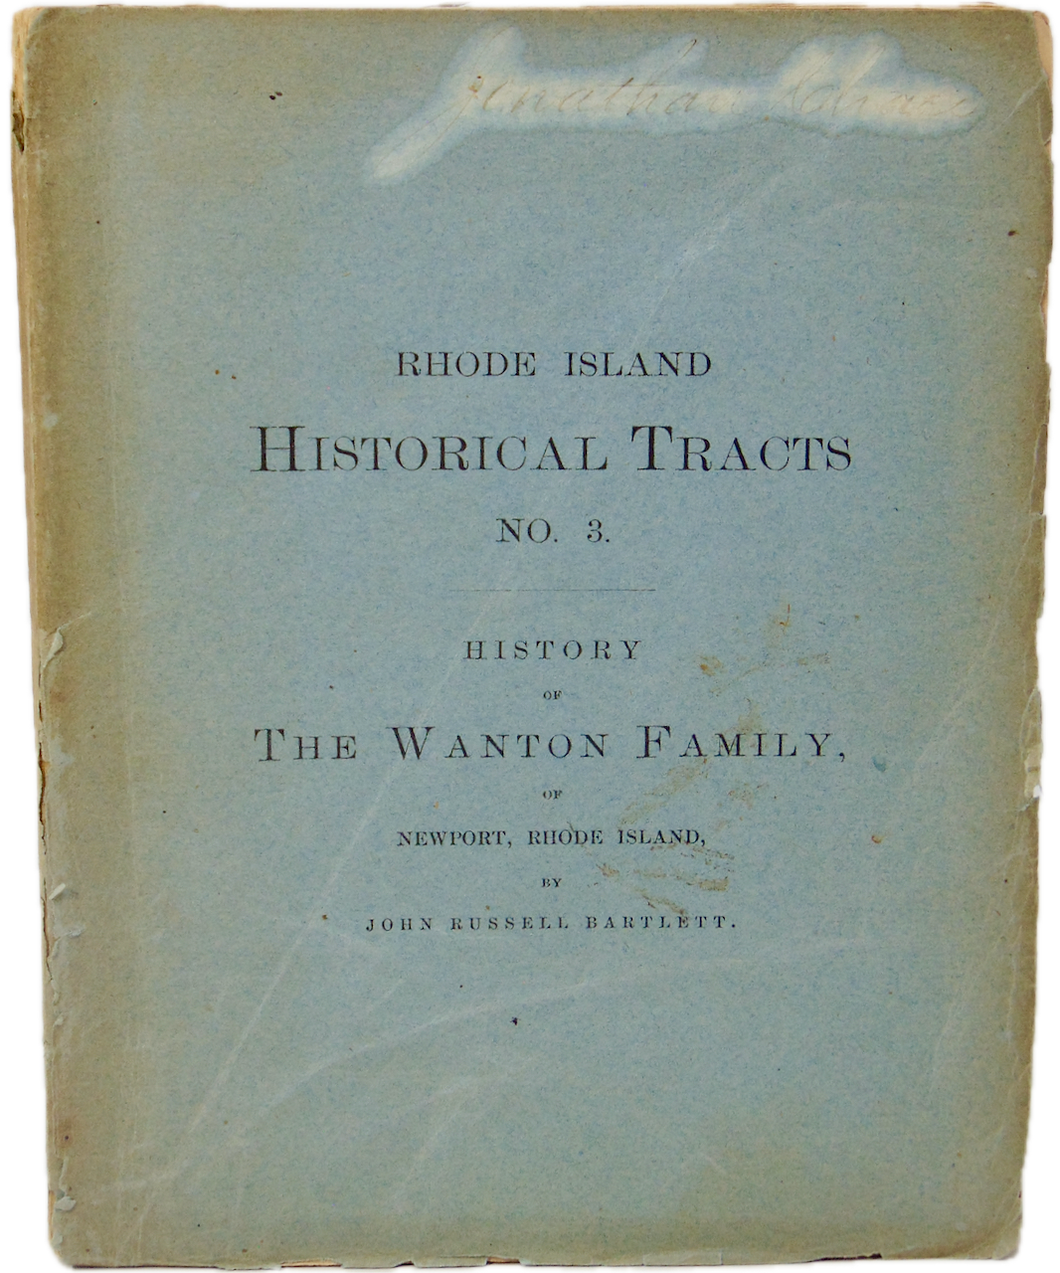 Jonathan
RHODE ISLAND
HISTORICAL TRACTS
NO. 3.
HISTORY
OF
THE WANTON FAMILY,
OF
NEWPORT, RHODE ISLAND,
BY
JOHN RUSSELL BARTLETT.